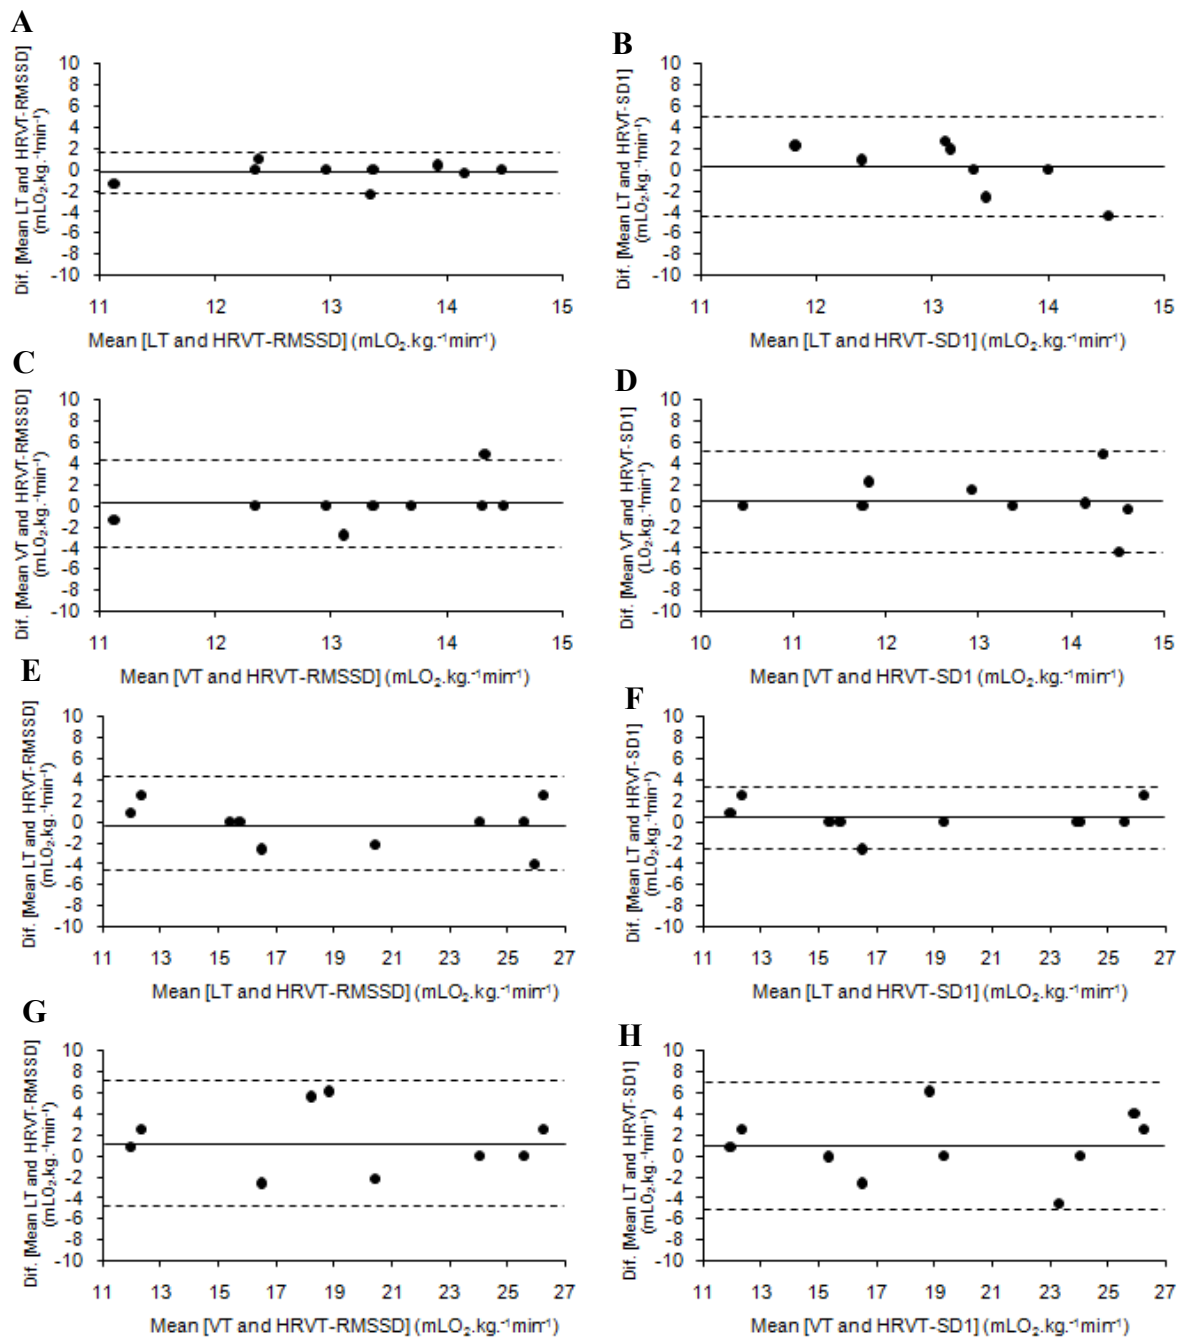 A
Dif. [Mean LT and HRVT-RMSSD]
(mLO₂.kg.⁻¹min⁻¹)
10
8
6
4
2
0
-2
-4
-6
-8
-10
11 12 13 14 15
Mean [LT and HRVT-RMSSD] (mLO₂.kg.⁻¹min⁻¹)
B
Dif. [Mean LT and HRVT-SD1]
(mLO₂.kg.⁻¹min⁻¹)
10
8
6
4
2
0
-2
-4
-6
-8
-10
11 12 13 14 15
Mean [LT and HRVT-SD1] (mLO₂.kg.⁻¹min⁻¹)
C
Dif. [Mean VT and HRVT-RMSSD]
(mLO₂.kg.⁻¹min⁻¹)
10
8
6
4
2
0
-2
-4
-6
-8
-10
11 12 13 14 15
Mean [VT and HRVT-RMSSD] (mLO₂.kg.⁻¹min⁻¹)
D
Dif. [Mean VT and HRVT-SD1]
(LO₂.kg.⁻¹min⁻¹)
10
8
6
4
2
0
-2
-4
-6
-8
-10
10 11 12 13 14 15
Mean [VT and HRVT-SD1 (mLO₂.kg.⁻¹min⁻¹)
E
Dif. [Mean LT and HRVT-RMSSD]
(mLO₂.kg.⁻¹min⁻¹)
10
8
6
4
2
0
-2
-4
-6
-8
-10
11 13 15 17 19 21 23 25 27
Mean [LT and HRVT-RMSSD] (mLO₂.kg.⁻¹min⁻¹)
F
Dif. [Mean LT and HRVT-SD1]
(mLO₂.kg.⁻¹min⁻¹)
10
8
6
4
2
0
-2
-4
-6
-8
-10
11 13 15 17 19 21 23 25 27
Mean [LT and HRVT-SD1] (mLO₂.kg.⁻¹min⁻¹)
G
Dif. [Mean LT and HRVT-RMSSD]
(mLO₂.kg.⁻¹min⁻¹)
10
8
6
4
2
0
-2
-4
-6
-8
-10
11 13 15 17 19 21 23 25 27
Mean [VT and HRVT-RMSSD] (mLO₂.kg.⁻¹min⁻¹)
H
Dif. [Mean LT and HRVT-SD1]
(mLO₂.kg.⁻¹min⁻¹)
10
8
6
4
2
0
-2
-4
-6
-8
-10
11 13 15 17 19 21 23 25 27
Mean [VT and HRVT-SD1] (mLO₂.kg.⁻¹min⁻¹)